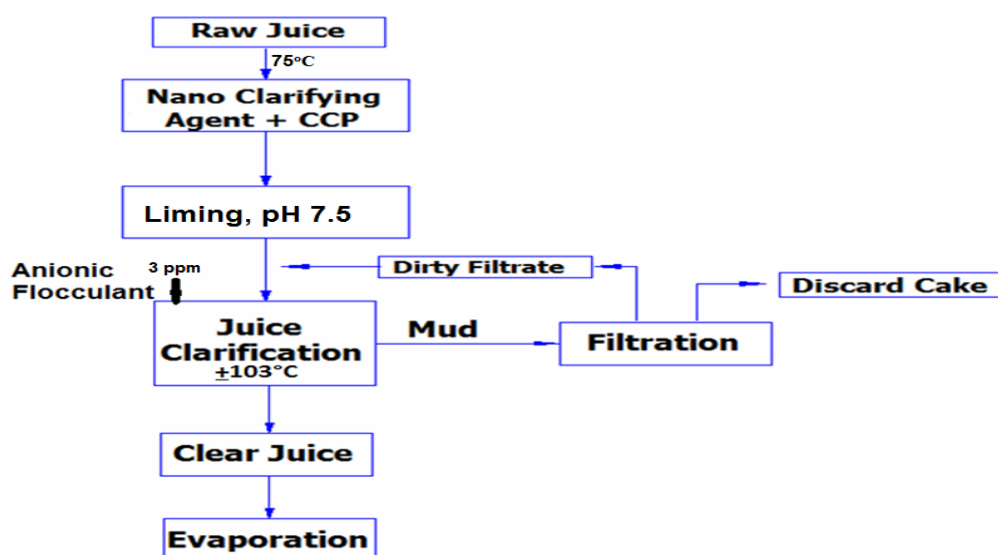 Raw Juice
75°C
Nano Clarifying
Agent + CCP
Liming, pH 7.5
Dirty Filtrate
Discard Cake
Anionic
Flocculant
3 ppm
Juice
Clarification
±103°C
Mud
Filtration
Clear Juice
Evaporation